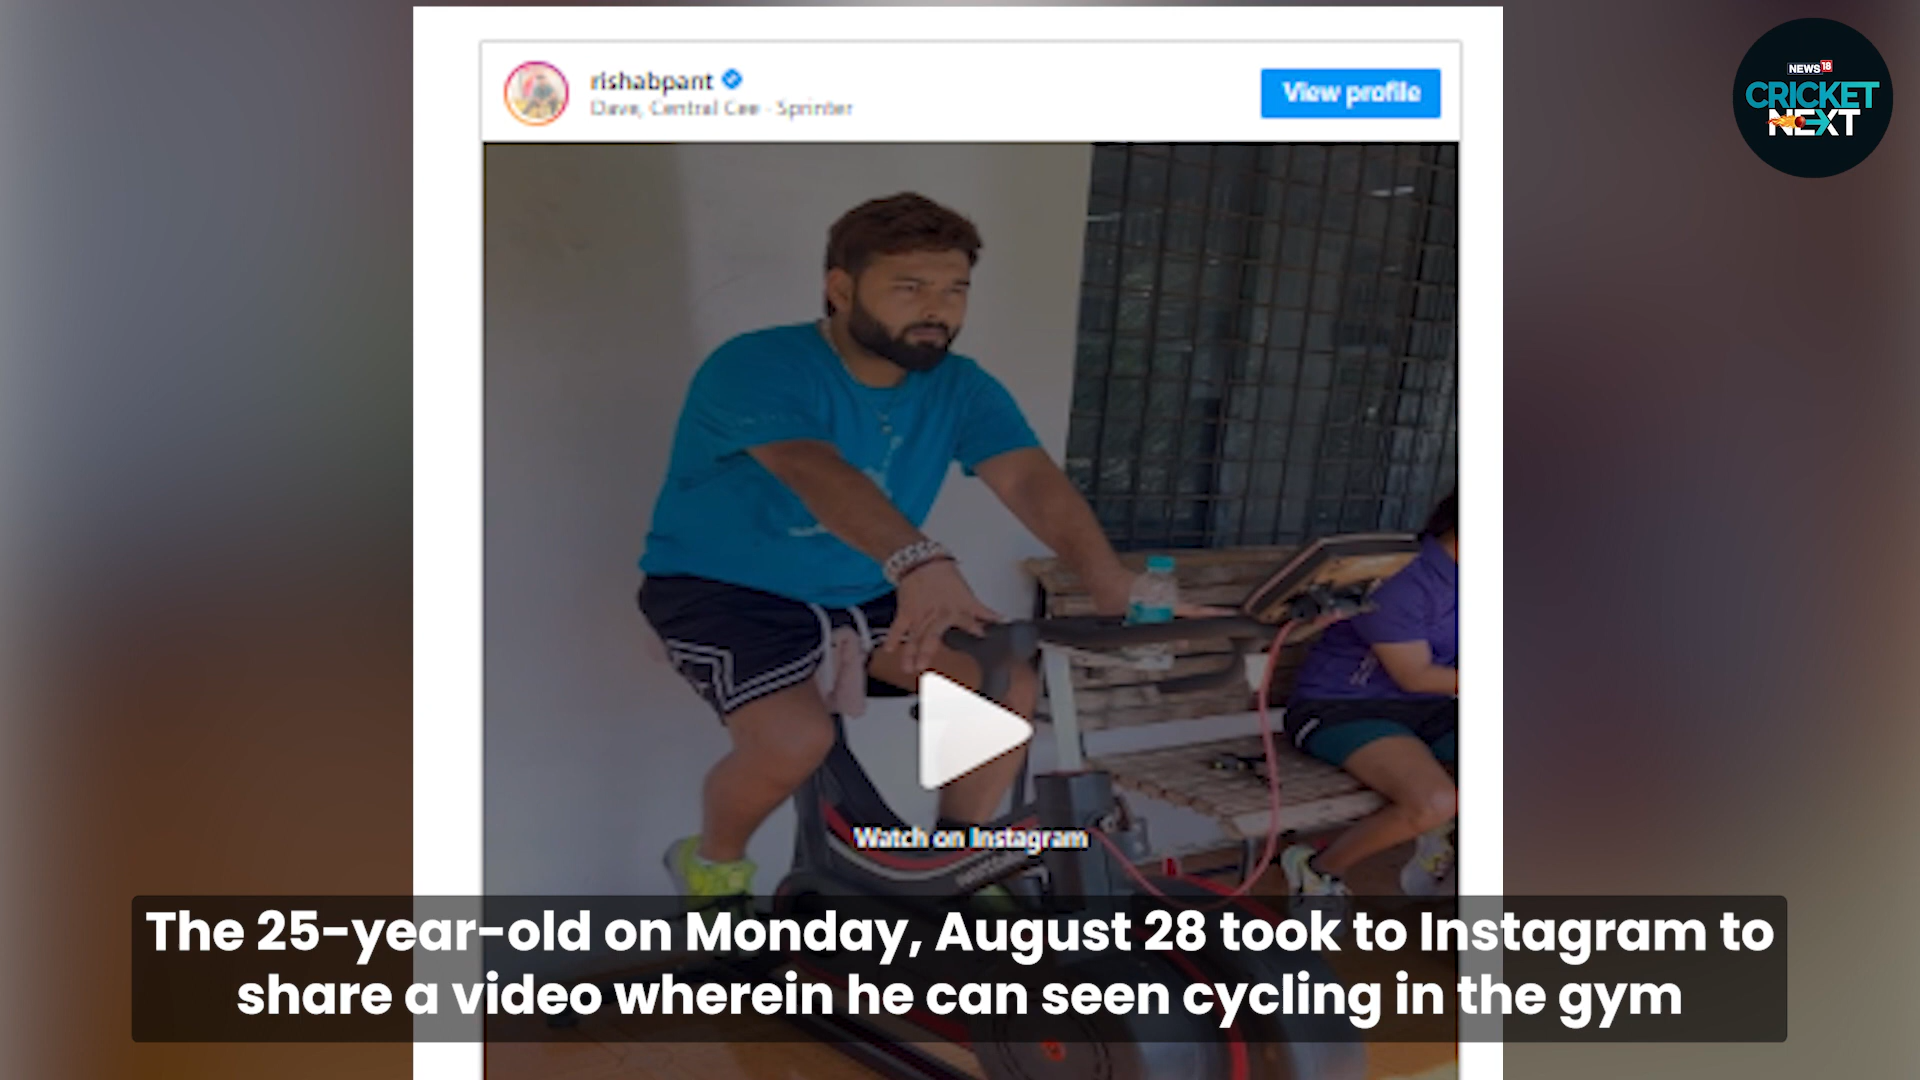 rishabpant
Dave, Central Cee - Sprinter
View profile
NEWS18
CRICKET
NEXT
Watch on Instagram
The 25-year-old on Monday, August 28 took to Instagram to
share a video wherein he can seen cycling in the gym